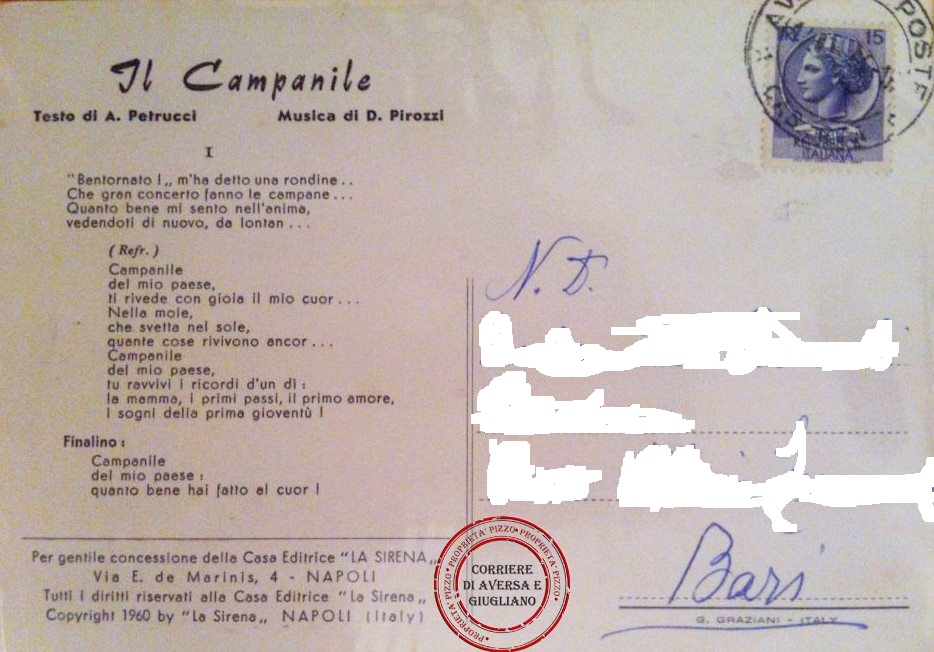 Il Campanile
Testo di A. Petrucci Musica di D. Pirozzi
I
"Bentornato !„ m'ha detto una rondine . .
Che gran concerto fanno le campane . . .
Quanto bene mi sento nell'anima,
vedendoti di nuovo, da lontan . . .
( Refr. )
Campanile
del mio paese,
ti rivede con gioia il mio cuor . . .
Nella mole,
che svetta nel sole,
quante cose rivivono ancor . . .
Campanile
del mio paese,
tu ravvivi i ricordi d'un dì :
la mamma, i primi passi, il primo amore,
i sogni della prima gioventù !
Finalino :
Campanile
del mio paese :
quanto bene hai fatto al cuor !
Per gentile concessione della Casa Editrice "LA SIRENA„
Via E. de Marinis, 4 - NAPOLI
Tutti i diritti riservati alla Casa Editrice "La Sirena„
Copyright 1960 by "La Sirena„ NAPOLI (Italy)
POSTE
15
ITALIANA
N. D.
Bari
G. GRAZIANI - ITALY
PROPRIETA' PIZZO• PROPRIETA' PIZZO• PROPRIETA' PIZZO•
CORRIERE
DI AVERSA E
GIUGLIANO